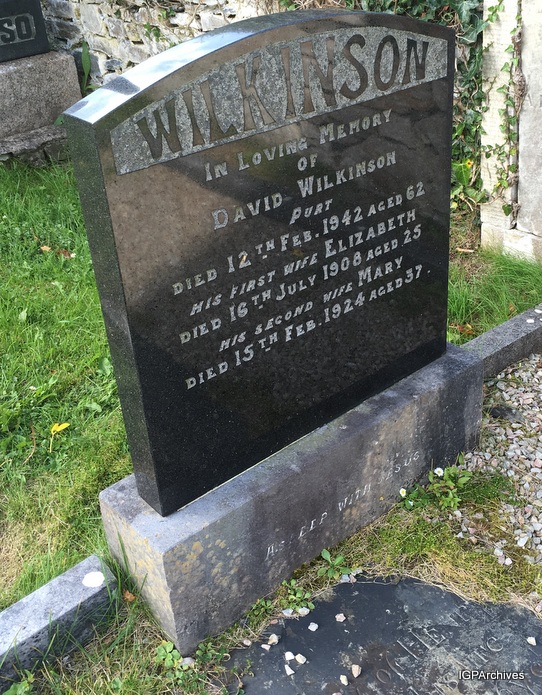 WILKINSON
IN LOVING MEMORY
OF
DAVID WILKINSON
PURT
DIED 12TH FEB. 1942 AGED 62
HIS FIRST WIFE ELIZABETH
DIED 16TH JULY 1908 AGED 25
HIS SECOND WIFE MARY
DIED 15TH FEB. 1924 AGED 37.
ASLEEP WITH JESUS
IGPArchives